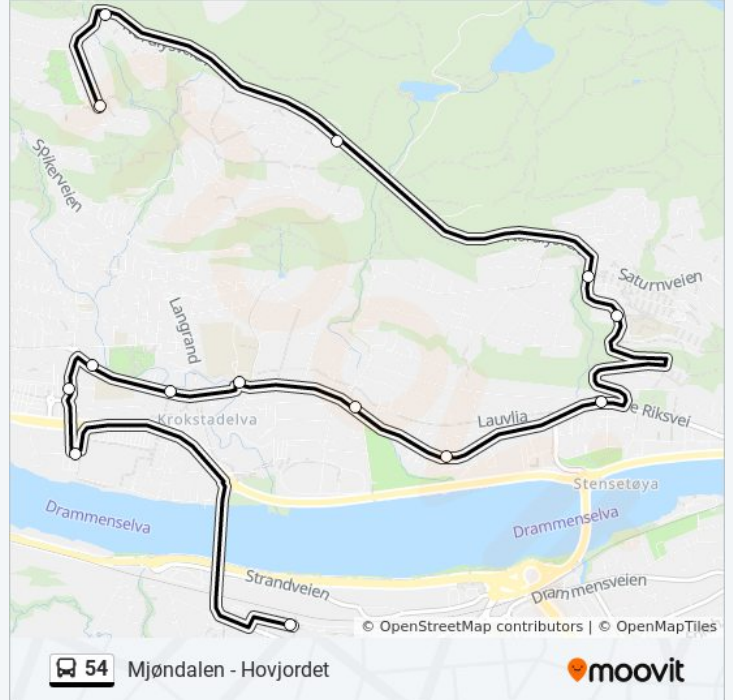 Spikerveien
Saturnveien
Langrand
Krokstadelva
Lauvlia
e Riksvei
Stensetøya
Drammenselva
Drammenselva
Strandveien
Drammensveien
© OpenStreetMap contributors | © OpenMapTiles
54 Mjøndalen - Hovjordet
moovit